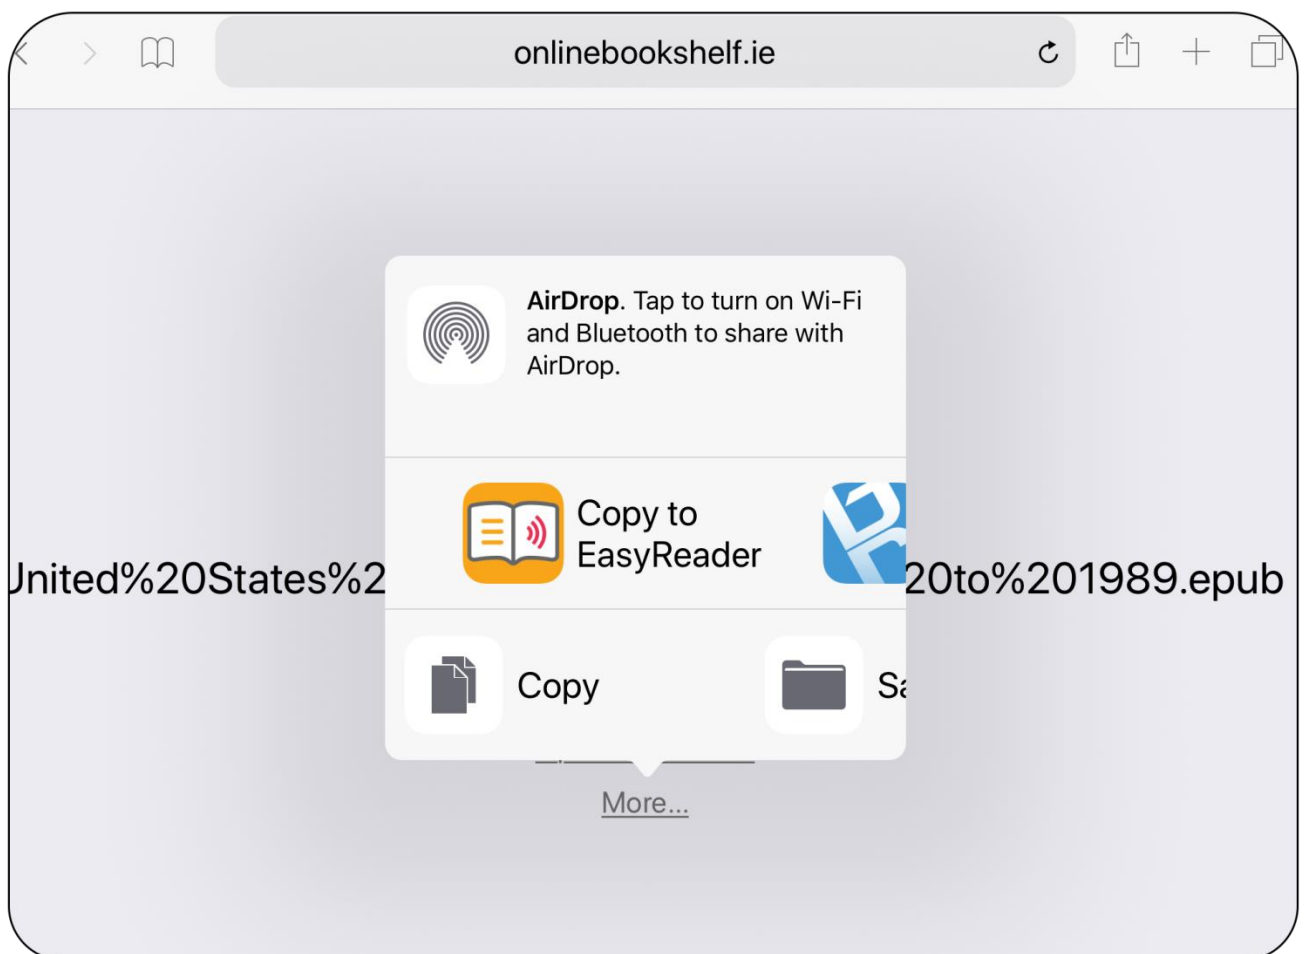 onlinebookshelf.ie
AirDrop. Tap to turn on Wi-Fi
and Bluetooth to share with
AirDrop.
Copy to
EasyReader
United%20States%2
20to%201989.epub
Copy
More...